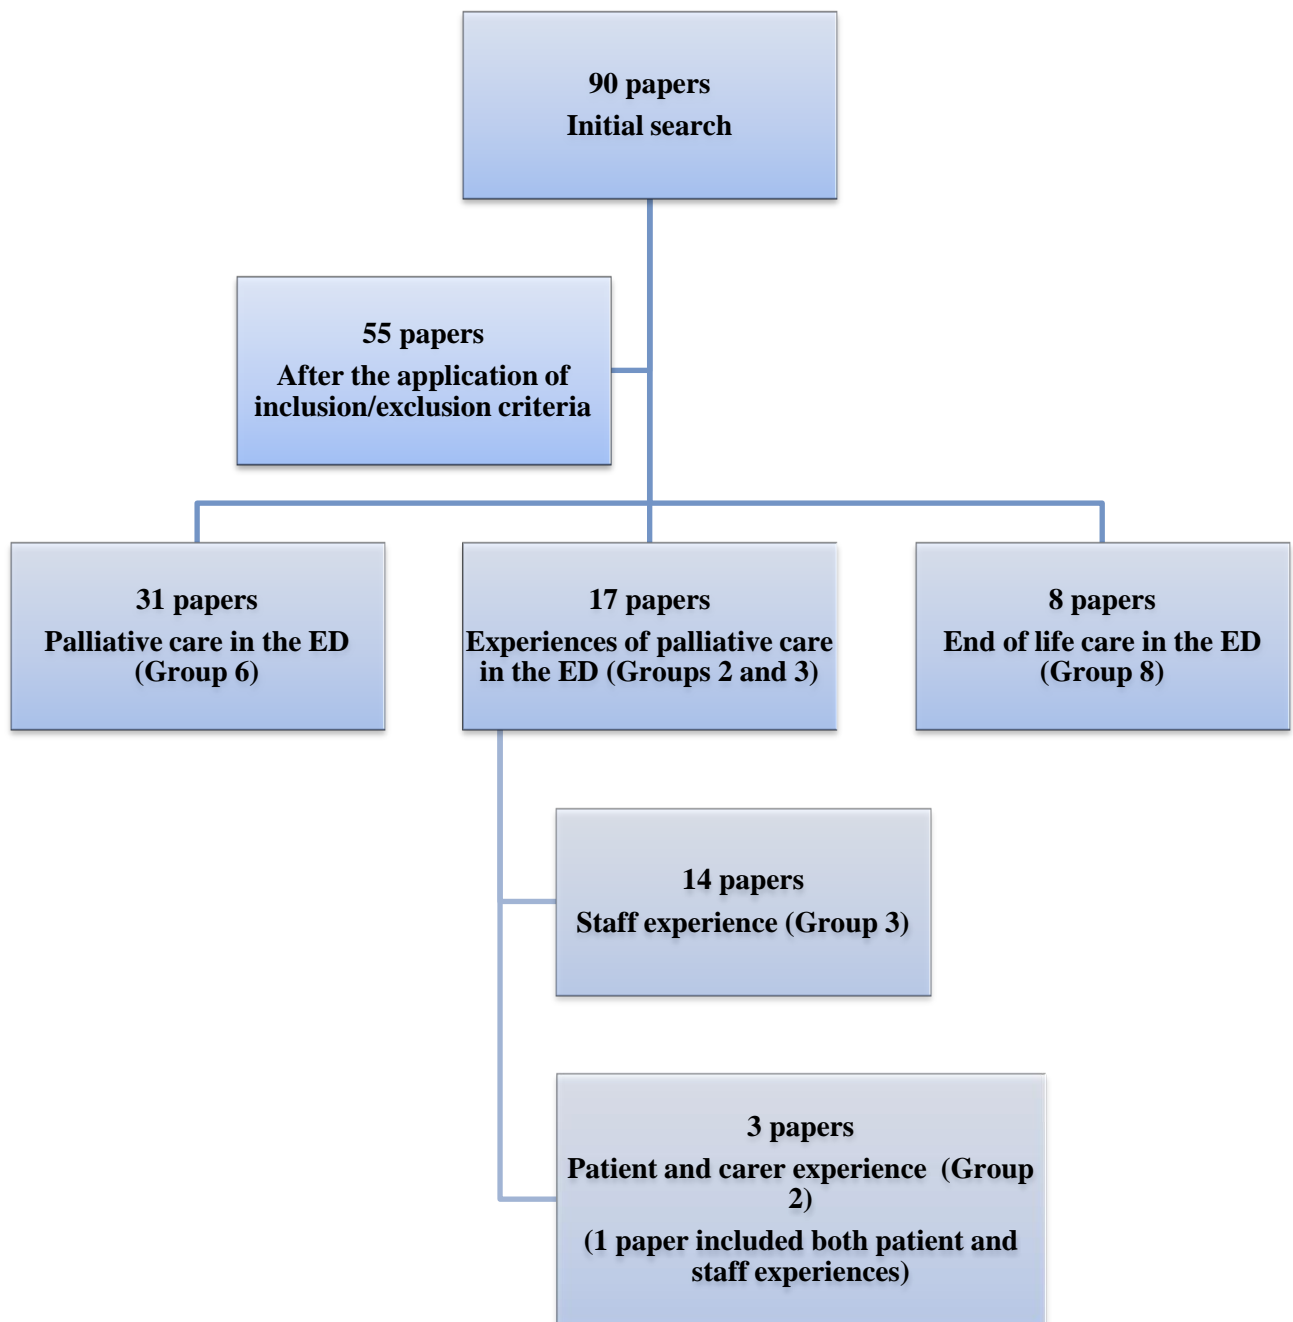 90 papers
Initial search
55 papers
After the application of
inclusion/exclusion criteria
31 papers
Palliative care in the ED
(Group 6)
17 papers
Experiences of palliative care
in the ED (Groups 2 and 3)
8 papers
End of life care in the ED
(Group 8)
14 papers
Staff experience (Group 3)
3 papers
Patient and carer experience  (Group
2)
(1 paper included both patient and
staff experiences)